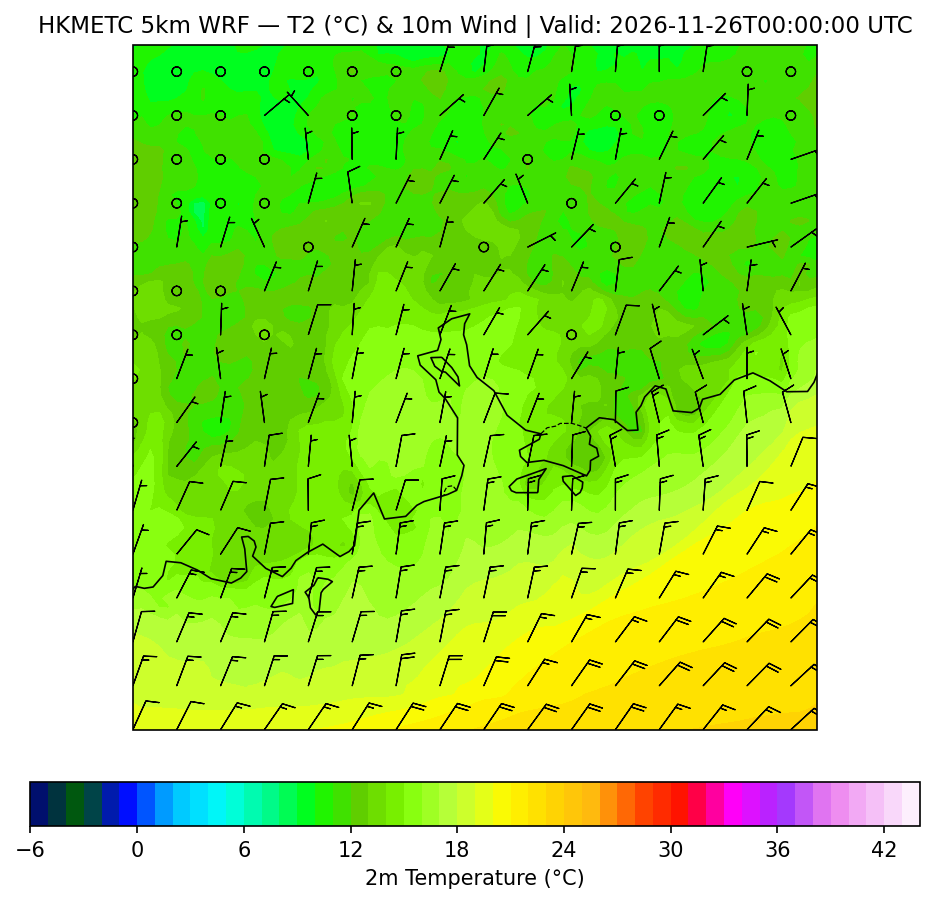 HKMETC 5km WRF — T2 (°C) & 10m Wind | Valid: 2026-11-26T00:00:00 UTC
−6 0 6 12 18 24 30 36 42
2m Temperature (°C)